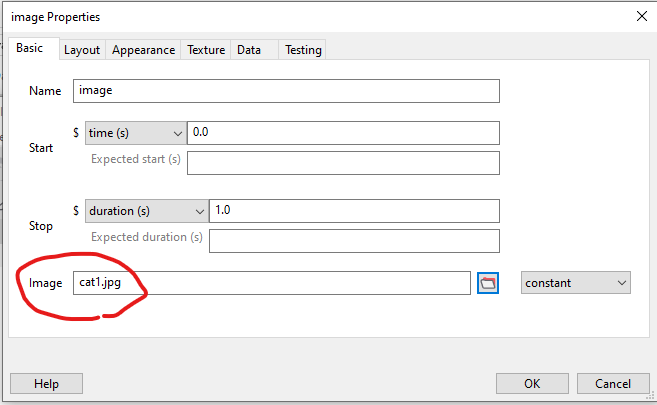 image Properties
Basic Layout Appearance Texture Data Testing
Name image
Start $ time (s) 0.0
Expected start (s)
Stop $ duration (s) 1.0
Expected duration (s)
Image cat1.jpg constant
Help OK Cancel